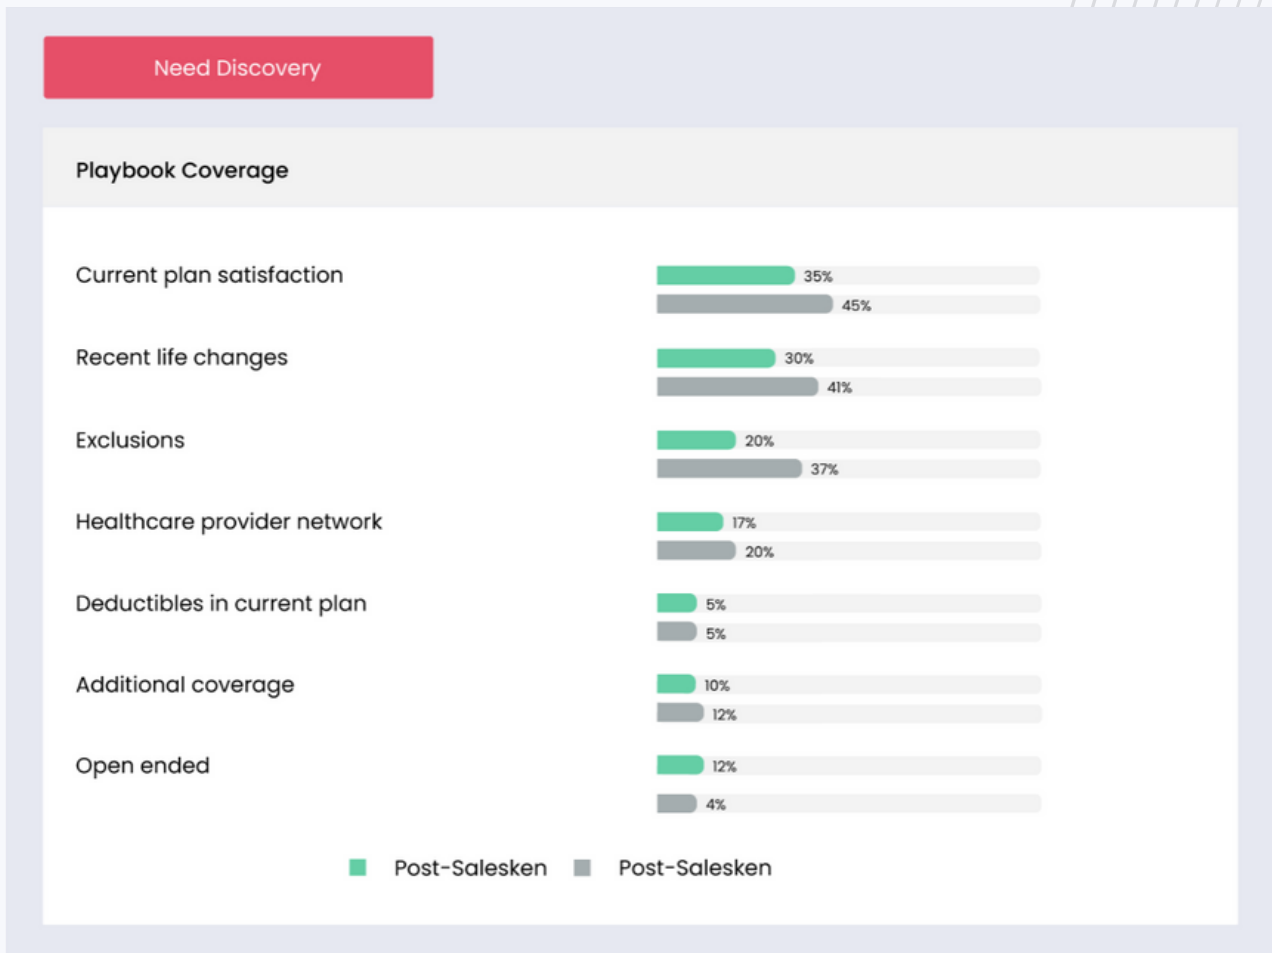 Need Discovery
Playbook Coverage
Current plan satisfaction
35%
45%
Recent life changes
30%
41%
Exclusions
20%
37%
Healthcare provider network
17%
20%
Deductibles in current plan
5%
5%
Additional coverage
10%
12%
Open ended
12%
4%
Post-Salesken Post-Salesken